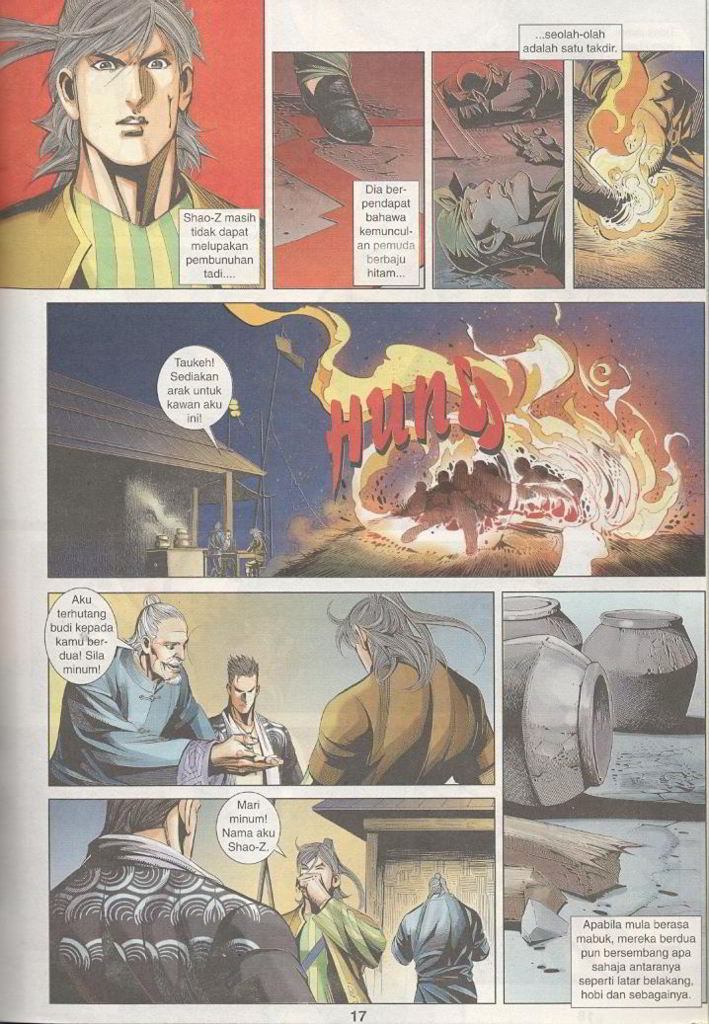 ...seolah-olah
adalah satu takdir.
Shao-Z masih
tidak dapat
melupakan
pembunuhan
tadi....
Dia ber-
pendapat
bahawa
kemuncul-
an pemuda
berbaju
hitam...
Taukeh!
Sediakan
arak untuk
kawan aku
ini!
HUNG
Aku
terhutang
budi kepada
kamu ber-
dua! Sila
minum!
Mari
minum!
Nama aku
Shao-Z.
Apabila mula berasa
mabuk, mereka berdua
pun bersembang apa
sahaja antaranya
seperti latar belakang,
hobi dan sebagainya.
17